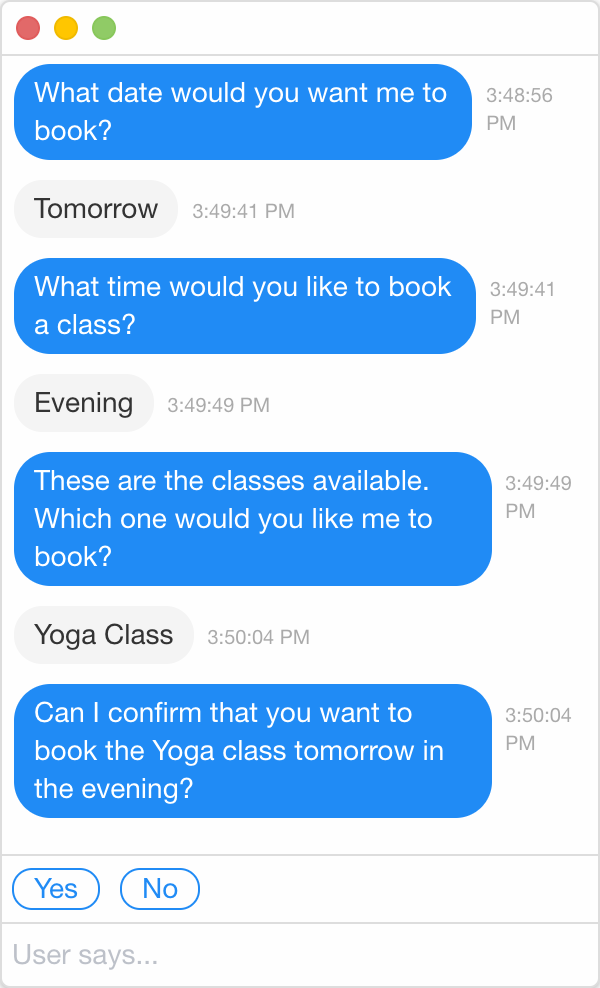 What date would you want me to
book?
3:48:56
PM
Tomorrow
3:49:41 PM
What time would you like to book
a class?
3:49:41
PM
Evening
3:49:49 PM
These are the classes available.
Which one would you like me to
book?
3:49:49
PM
Yoga Class
3:50:04 PM
Can I confirm that you want to
book the Yoga class tomorrow in
the evening?
3:50:04
PM
Yes
No
User says...